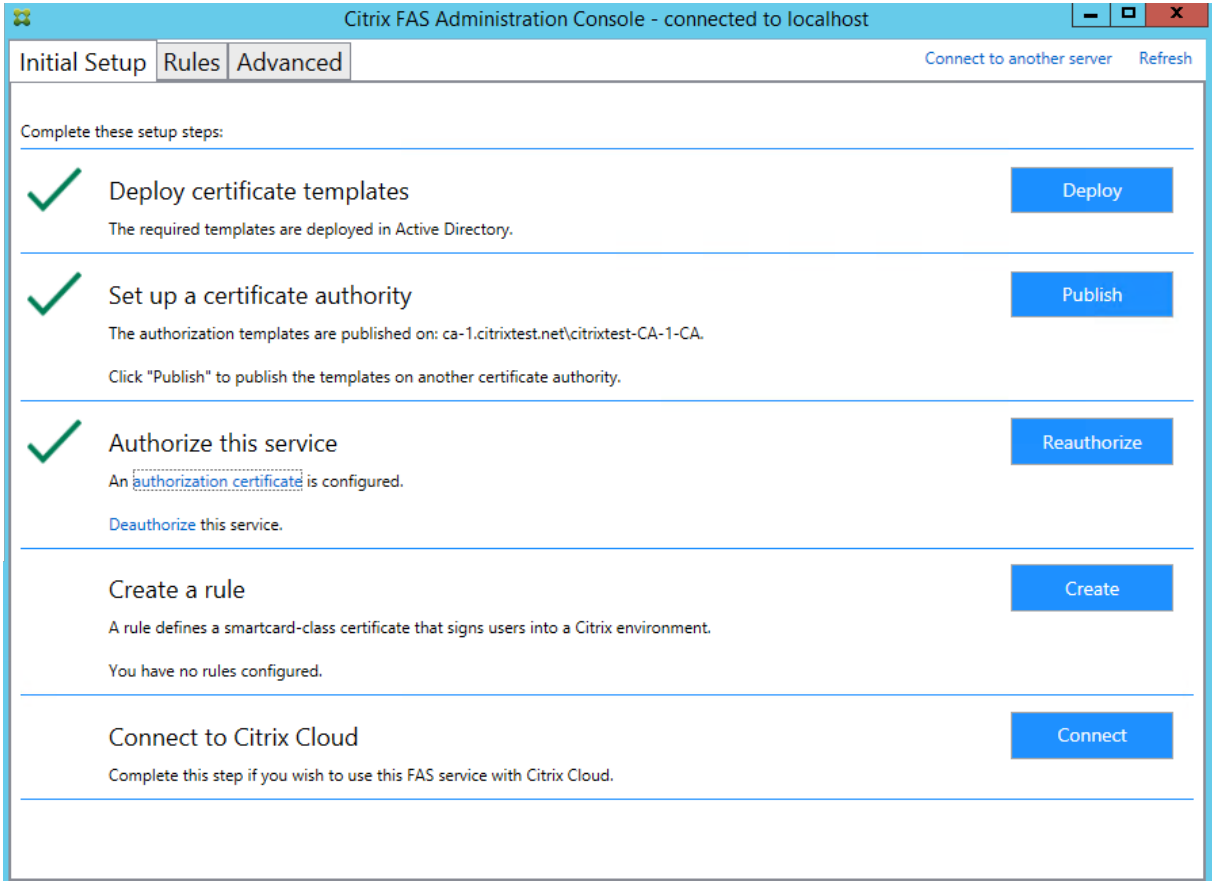 Citrix FAS Administration Console - connected to localhost
Initial Setup Rules Advanced Connect to another server Refresh
Complete these setup steps:
Deploy certificate templates
Deploy
The required templates are deployed in Active Directory.
Set up a certificate authority
Publish
The authorization templates are published on: ca-1.citrixtest.net\citrixtest-CA-1-CA.
Click "Publish" to publish the templates on another certificate authority.
Authorize this service
Reauthorize
An authorization certificate is configured.
Deauthorize this service.
Create a rule
Create
A rule defines a smartcard-class certificate that signs users into a Citrix environment.
You have no rules configured.
Connect to Citrix Cloud
Connect
Complete this step if you wish to use this FAS service with Citrix Cloud.